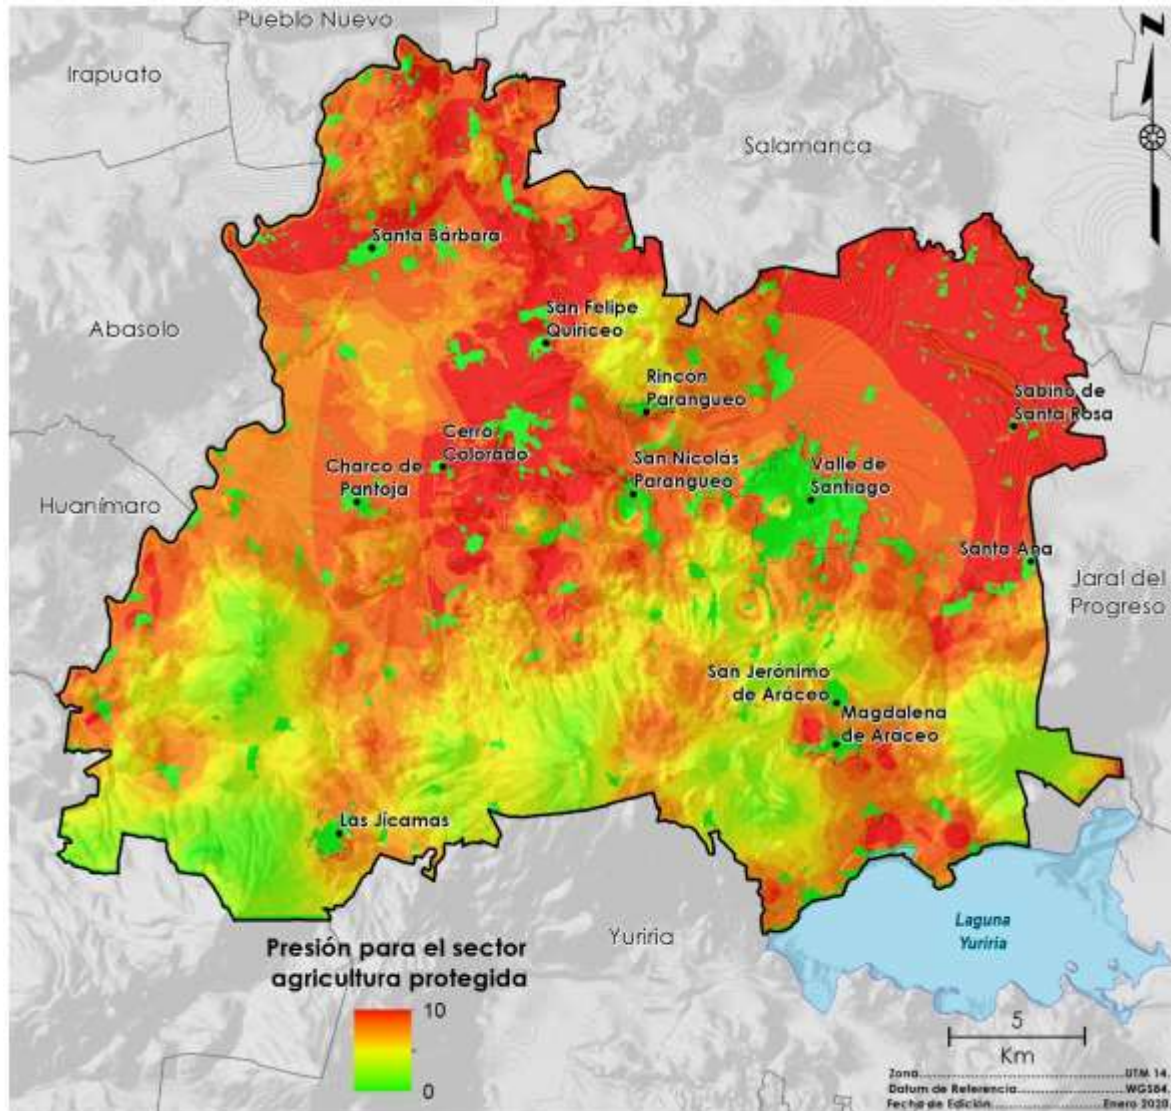 Pueblo Nuevo
Irapuato
Z
Salamanca
Santa Bárbara
Abasolo
San Felipe
Quiriceo
Rincón
Parangueo
Sabino de
Santa Rosa
Cerro
Colorado
Charco de
Pantoja
San Nicolás
Parangueo
Valle de
Santiago
Huanímaro
Santa Ana
Jaral del
Progreso
San Jerónimo
de Aráceo
Magdalena
de Aráceo
Las Jícamas
Yuriria
Laguna
Yuriria
Presión para el sector
agricultura protegida
10
0
5
Km
Zona UTM 14.
Datum de Referencia WGS84.
Fecha de Edición Enero 2020